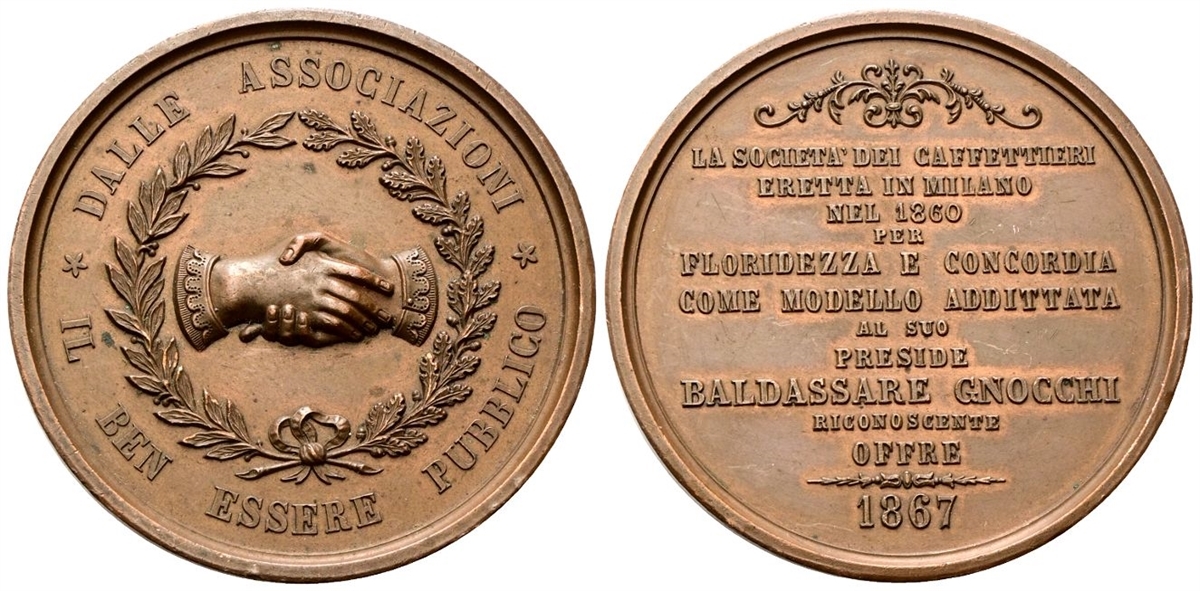 DALLE ASSOCIAZIONI
IL BEN ESSERE PUBBLICO
LA SOCIETA' DEI CAFFETTIERI
ERETTA IN MILANO
NEL 1860
PER
FLORIDEZZA E CONCORDIA
COME MODELLO ADDITTATA
AL SUO
PRESIDE
BALDASSARE GNOCCHI
RICONOSCENTE
OFFRE
1867